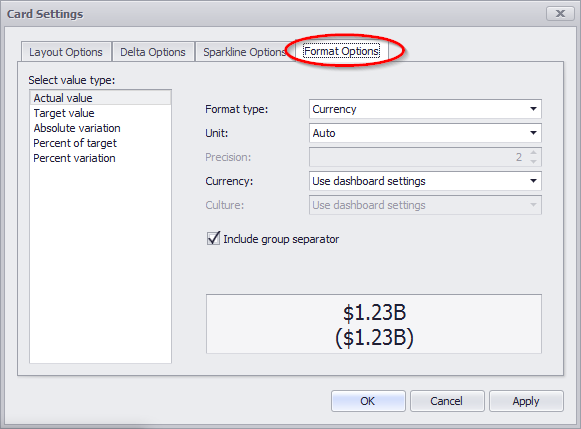 Card Settings
Layout Options
Delta Options
Sparkline Options
Format Options
Select value type:
Actual value
Target value
Absolute variation
Percent of target
Percent variation
Format type: Currency
Unit: Auto
Precision: 2
Currency: Use dashboard settings
Culture: Use dashboard settings
Include group separator
$1.23B
($1.23B)
OK
Cancel
Apply